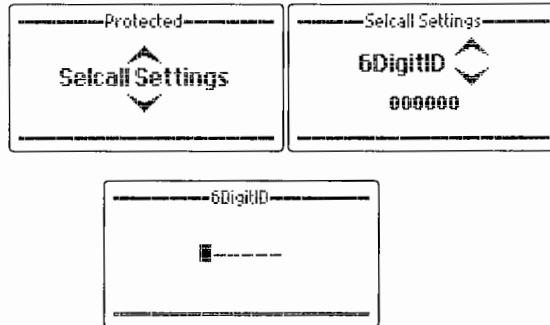 Protected
Selcall Settings
Selcall Settings
6DigitID
000000
6DigitID